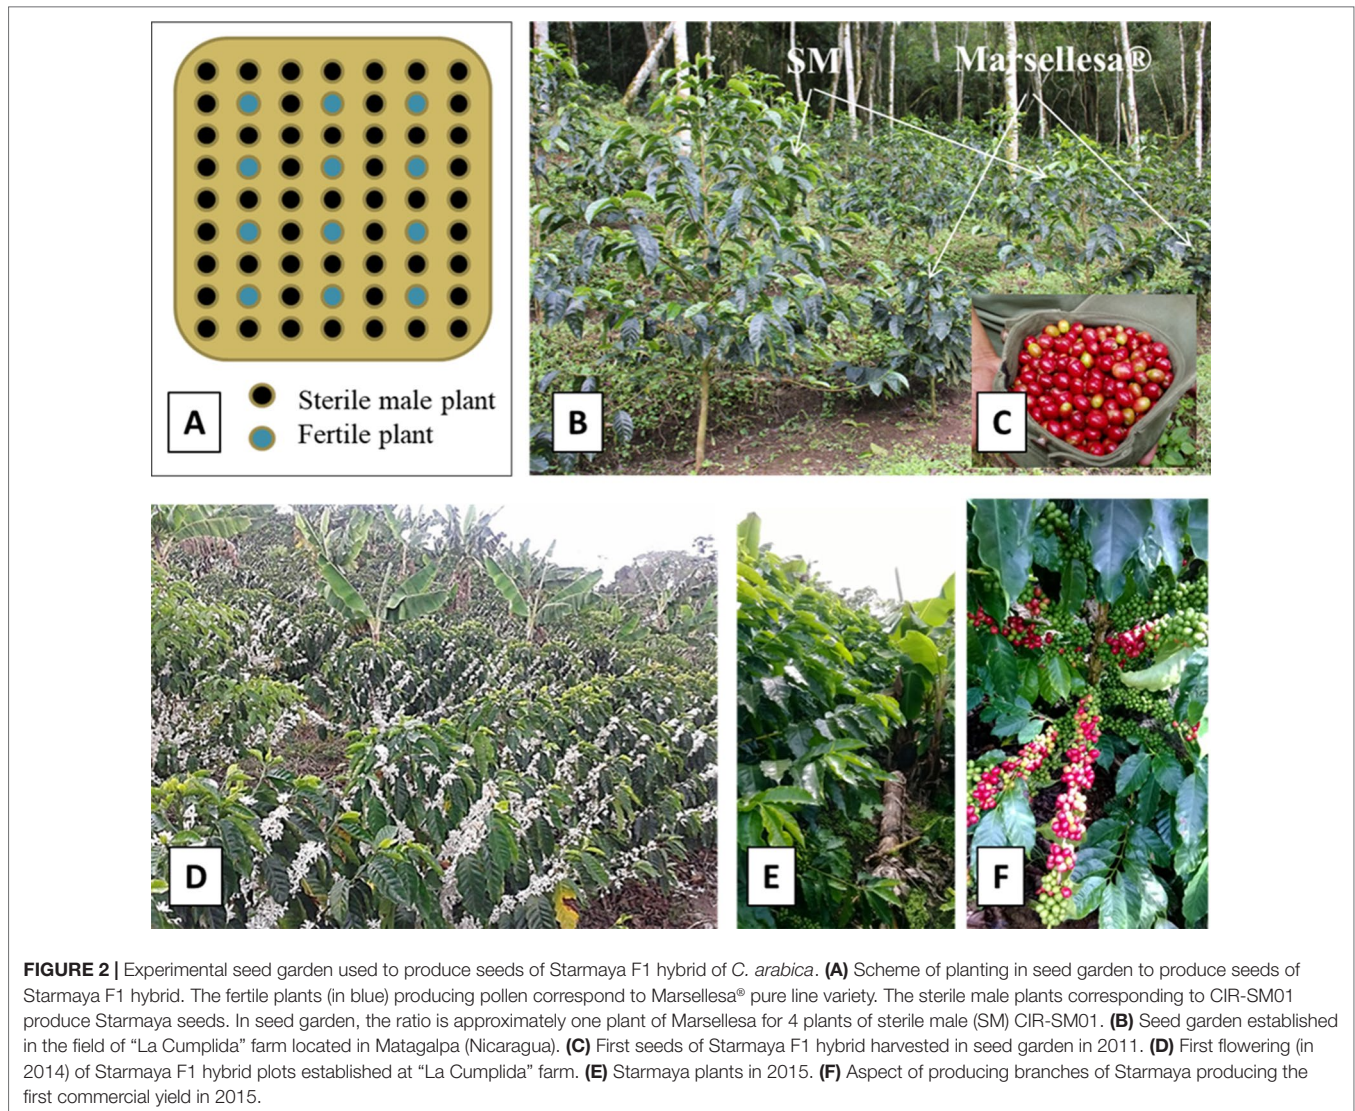 SM
Marsellesa®
Sterile male plant
Fertile plant
A
B
C
D
E
F
FIGURE 2 | Experimental seed garden used to produce seeds of Starmaya F1 hybrid of C. arabica. (A) Scheme of planting in seed garden to produce seeds of
Starmaya F1 hybrid. The fertile plants (in blue) producing pollen correspond to Marsellesa® pure line variety. The sterile male plants corresponding to CIR-SM01
produce Starmaya seeds. In seed garden, the ratio is approximately one plant of Marsellesa for 4 plants of sterile male (SM) CIR-SM01. (B) Seed garden established
in the field of “La Cumplida” farm located in Matagalpa (Nicaragua). (C) First seeds of Starmaya F1 hybrid harvested in seed garden in 2011. (D) First flowering (in
2014) of Starmaya F1 hybrid plots established at “La Cumplida” farm. (E) Starmaya plants in 2015. (F) Aspect of producing branches of Starmaya producing the
first commercial yield in 2015.